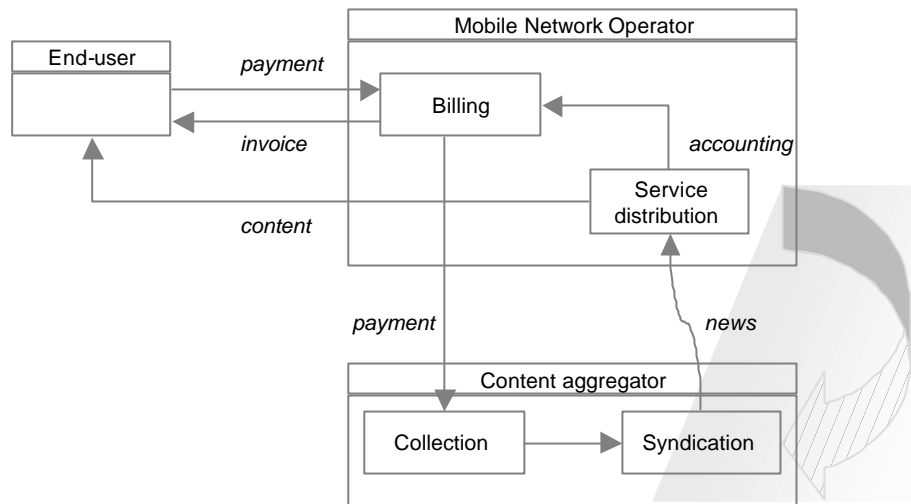 Mobile Network Operator
End-user
payment
Billing
invoice
accounting
Service
distribution
content
payment
news
Content aggregator
Collection
Syndication